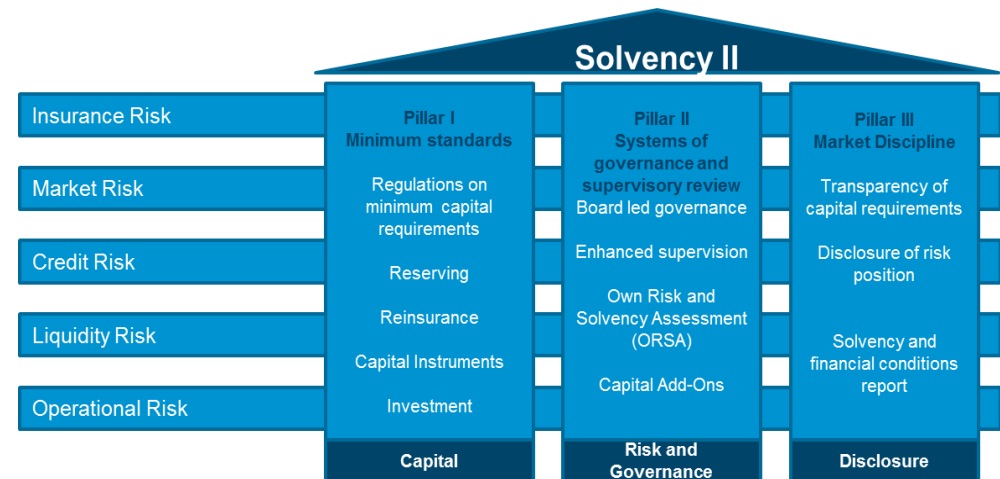 Solvency II
Insurance Risk
Market Risk
Credit Risk
Liquidity Risk
Operational Risk
Pillar I
Minimum standards
Regulations on
minimum capital
requirements
Reserving
Reinsurance
Capital Instruments
Investment
Capital
Pillar II
Systems of
governance and
supervisory review
Board led governance
Enhanced supervision
Own Risk and
Solvency Assessment
(ORSA)
Capital Add-Ons
Risk and
Governance
Pillar III
Market Discipline
Transparency of
capital requirements
Disclosure of risk
position
Solvency and
financial conditions
report
Disclosure